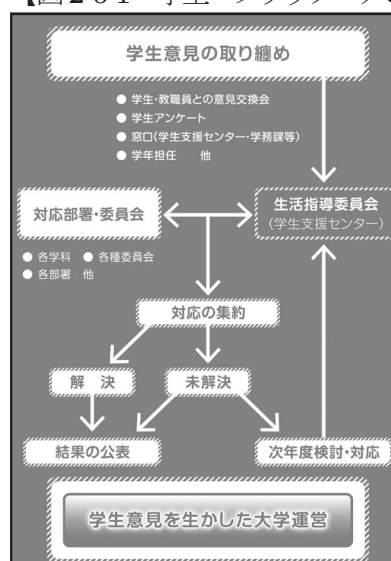 学生意見の取り纏め
● 学生・教職員との意見交換会
● 学生アンケート
● 窓口(学生支援センター・学務課等)
● 学年担任　他
対応部署・委員会
生活指導委員会
(学生支援センター)
● 各学科　● 各種委員会
● 各部署　他
対応の集約
解　決
未解決
結果の公表
次年度検討・対応
学生意見を生かした大学運営